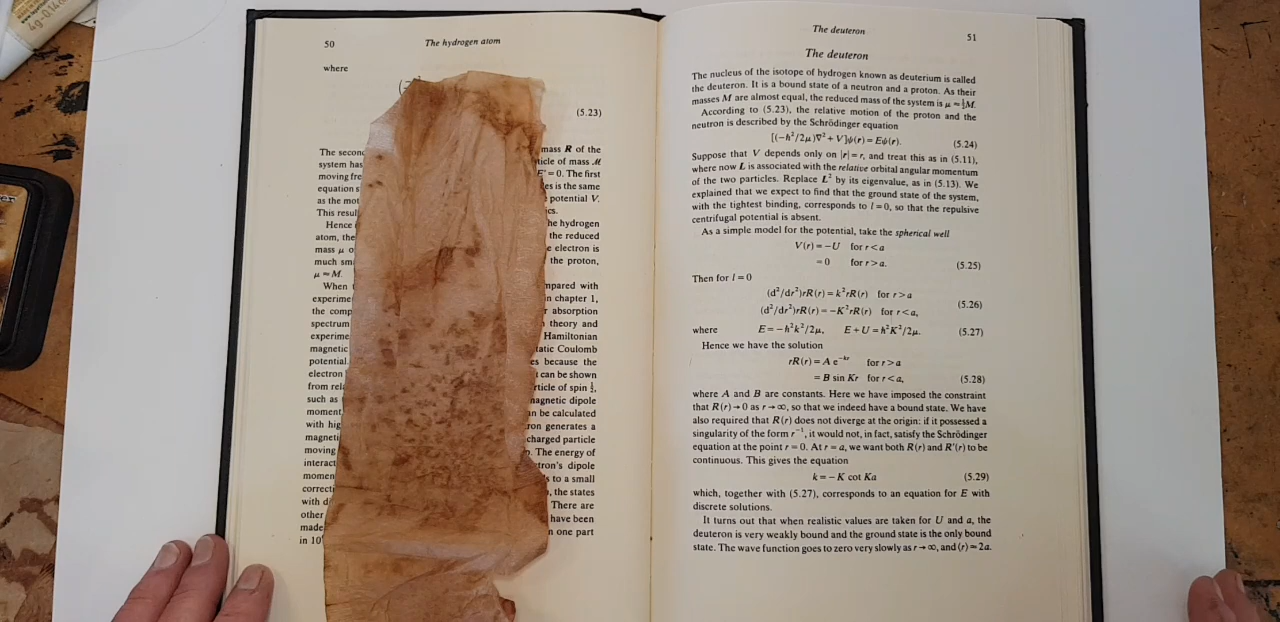 4g-0.14
50
The hydrogen atom
where
(5.23)
The second mass R of the
system has ticle of mass M
moving fre E' = 0. The first
equation s es is the same
as the mot potential V.
This resul ics.
Hence he hydrogen
atom, the the reduced
mass μ o e electron is
much sm the proton,
μ ≈ M.
When mpared with
experime n chapter 1,
the comp r absorption
spectrum theory and
experime Hamiltonian
magnetic tatic Coulomb
potential. es because the
electron t can be shown
from rela rticle of spin ½,
such as magnetic dipole
moment an be calculated
with hig ron generates a
magneti charged particle
moving The energy of
interact tron's dipole
momen s to a small
correcti , the states
with di There are
other have been
made n one part
in 10
The deuteron
51
The deuteron
The nucleus of the isotope of hydrogen known as deuterium is called
the deuteron. It is a bound state of a neutron and a proton. As their
masses M are almost equal, the reduced mass of the system is μ ≈ ½M.
According to (5.23), the relative motion of the proton and the
neutron is described by the Schrödinger equation
[(−ħ²/2μ)∇² + V]ψ(r) = Eψ(r). (5.24)
Suppose that V depends only on |r| = r, and treat this as in (5.11),
where now L is associated with the relative orbital angular momentum
of the two particles. Replace L² by its eigenvalue, as in (5.13). We
explained that we expect to find that the ground state of the system,
with the tightest binding, corresponds to l = 0, so that the repulsive
centrifugal potential is absent.
As a simple model for the potential, take the spherical well
V(r) = −U for r < a
= 0 for r > a. (5.25)
Then for l = 0
(d²/dr²)rR(r) = k²rR(r) for r > a
(d²/dr²)rR(r) = −K²rR(r) for r < a, (5.26)
where E = −ħ²k²/2μ, E + U = ħ²K²/2μ. (5.27)
Hence we have the solution
rR(r) = A e⁻ᵏʳ for r > a
= B sin Kr for r < a, (5.28)
where A and B are constants. Here we have imposed the constraint
that R(r) → 0 as r → ∞, so that we indeed have a bound state. We have
also required that R(r) does not diverge at the origin: if it possessed a
singularity of the form r⁻¹, it would not, in fact, satisfy the Schrödinger
equation at the point r = 0. At r = a, we want both R(r) and R'(r) to be
continuous. This gives the equation
k = −K cot Ka (5.29)
which, together with (5.27), corresponds to an equation for E with
discrete solutions.
It turns out that when realistic values are taken for U and a, the
deuteron is very weakly bound and the ground state is the only bound
state. The wave function goes to zero very slowly as r → ∞, and ⟨r⟩ ≈ 2a.